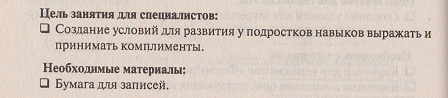 Цель занятия для специалистов:
❑ Создание условий для развития у подростков навыков выражать и
принимать комплименты.
Необходимые материалы:
❑ Бумага для записей.